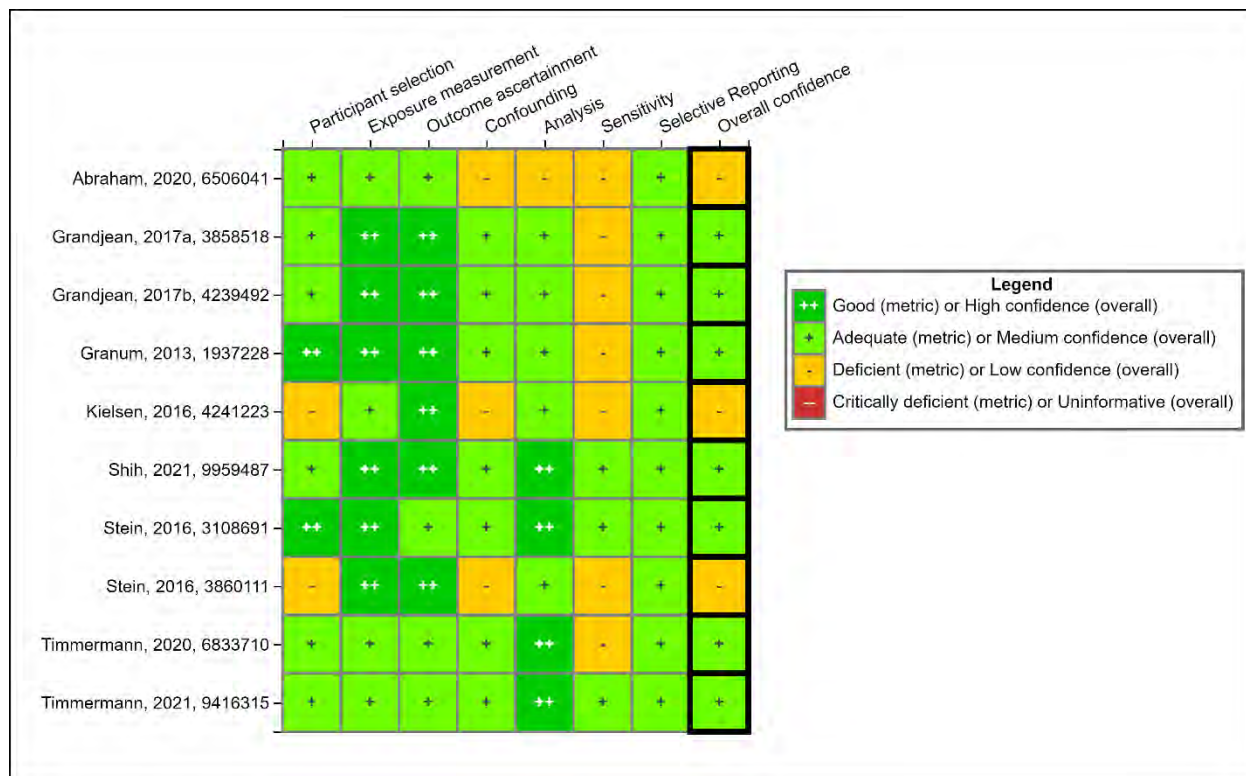 Participant selection
Exposure measurement
Outcome ascertainment
Confounding
Analysis
Sensitivity
Selective Reporting
Overall confidence
Abraham, 2020, 6506041 + + + - - - + -
Grandjean, 2017a, 3858518 + ++ ++ + + - + +
Grandjean, 2017b, 4239492 + ++ ++ + + - + +
Granum, 2013, 1937228 ++ ++ ++ + + - + +
Kielsen, 2016, 4241223 - + ++ - + - + -
Shih, 2021, 9959487 + ++ ++ + ++ + + +
Stein, 2016, 3108691 ++ ++ + + ++ + + +
Stein, 2016, 3860111 - ++ ++ - + - + -
Timmermann, 2020, 6833710 + + + + ++ - + +
Timmermann, 2021, 9416315 + + + + ++ + + +
Legend
++ Good (metric) or High confidence (overall)
+ Adequate (metric) or Medium confidence (overall)
- Deficient (metric) or Low confidence (overall)
-- Critically deficient (metric) or Uninformative (overall)